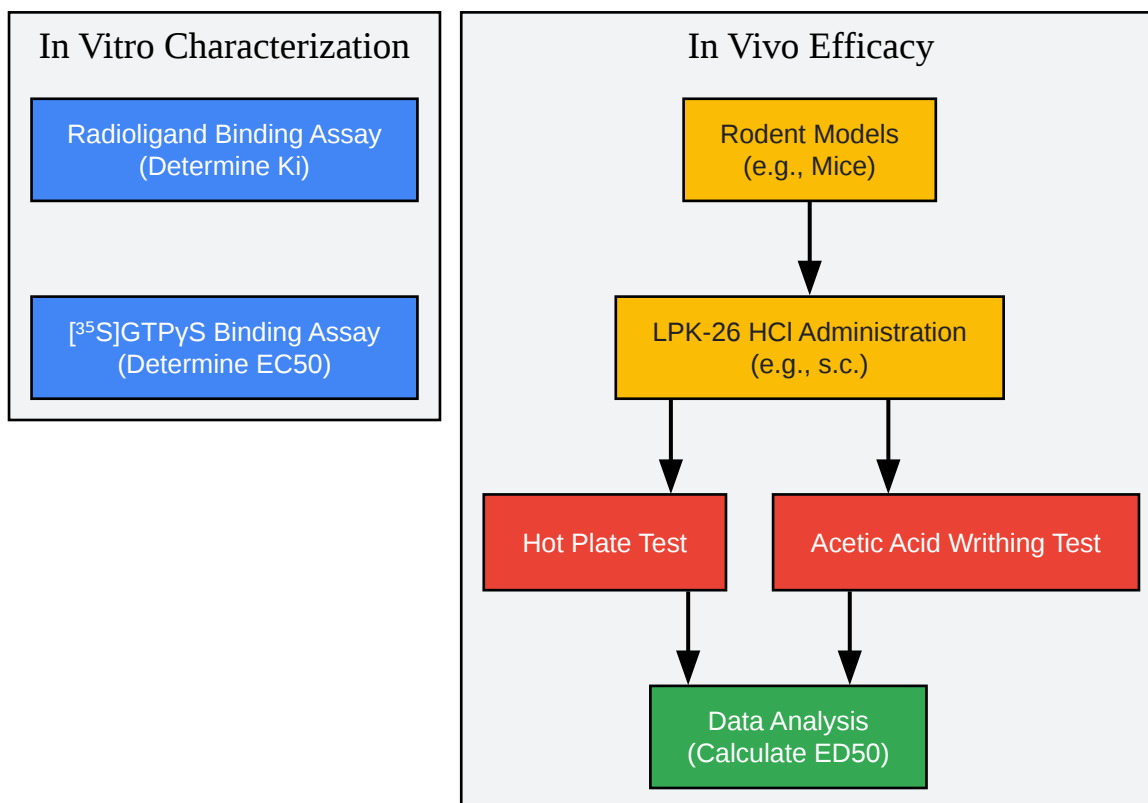 In Vitro Characterization
Radioligand Binding Assay
(Determine Ki)
[³⁵S]GTPγS Binding Assay
(Determine EC50)
In Vivo Efficacy
Rodent Models
(e.g., Mice)
LPK-26 HCl Administration
(e.g., s.c.)
Hot Plate Test
Acetic Acid Writhing Test
Data Analysis
(Calculate ED50)